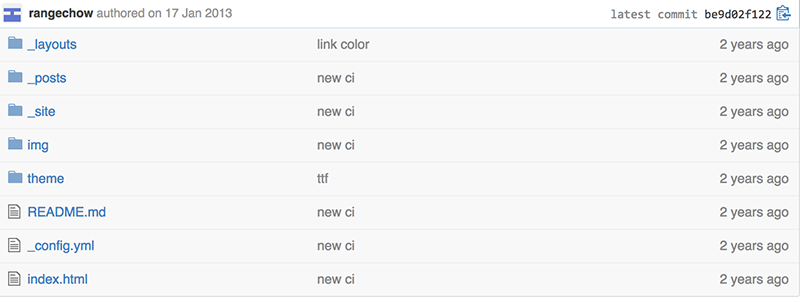 rangechow authored on 17 Jan 2013 latest commit be9d02f122
_layouts link color 2 years ago
_posts new ci 2 years ago
_site new ci 2 years ago
img new ci 2 years ago
theme ttf 2 years ago
README.md new ci 2 years ago
_config.yml new ci 2 years ago
index.html new ci 2 years ago